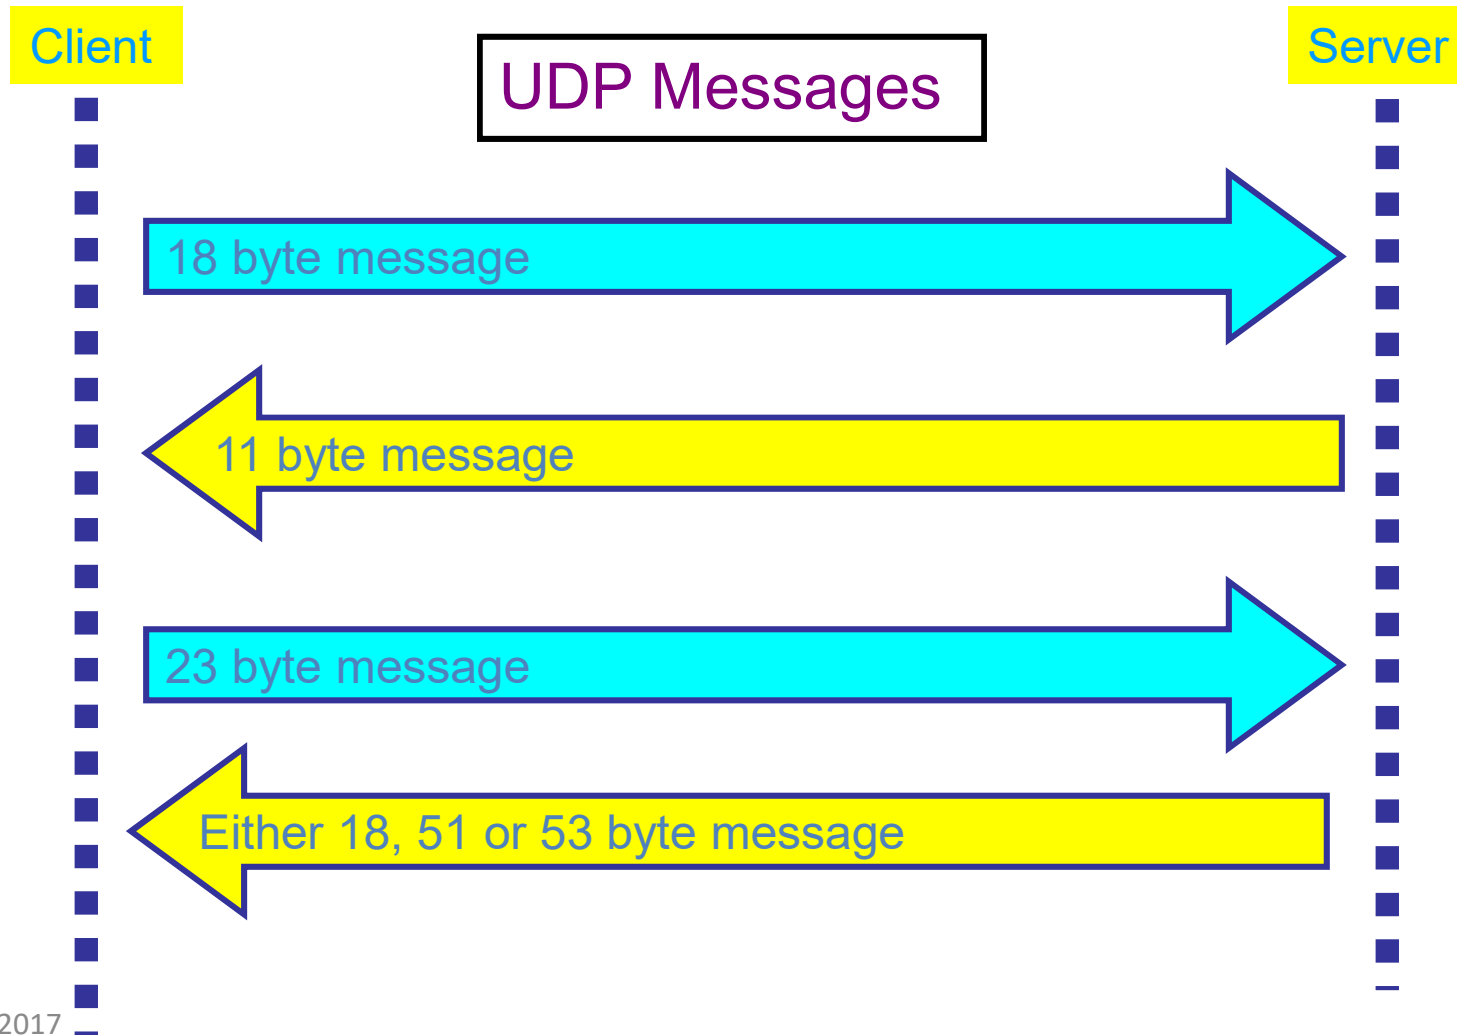 Client
UDP Messages
Server
18 byte message
11 byte message
23 byte message
Either 18, 51 or 53 byte message
2017